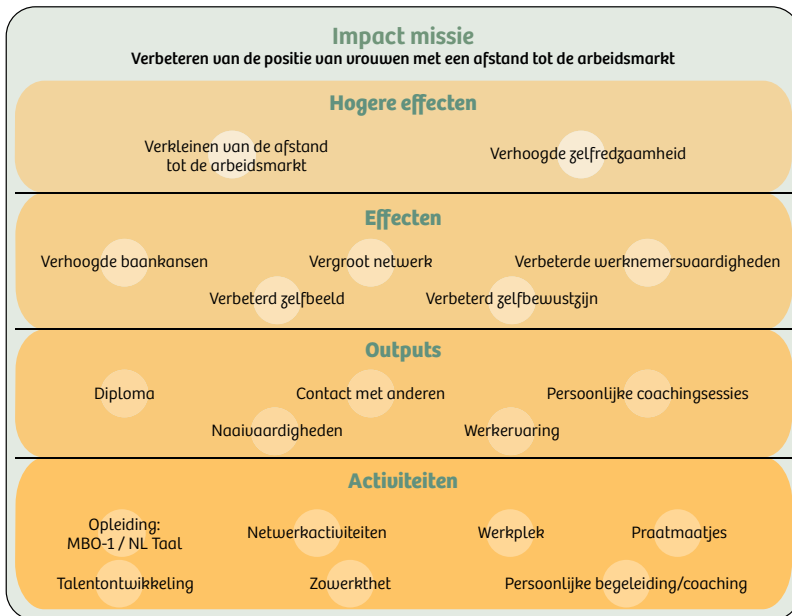 Impact missie
Verbeteren van de positie van vrouwen met een afstand tot de arbeidsmarkt
Hogere effecten
Verkleinen van de afstand
tot de arbeidsmarkt
Verhoogde zelfredzaamheid
Effecten
Verhoogde baankansen
Vergroot netwerk
Verbeterde werknemersvaardigheden
Verbeterd zelfbeeld
Verbeterd zelfbewustzijn
Outputs
Diploma
Contact met anderen
Persoonlijke coachingsessies
Naaivaardigheden
Werkervaring
Activiteiten
Opleiding:
MBO-1 / NL Taal
Netwerkactiviteiten
Werkplek
Praatmaatjes
Talentontwikkeling
Zowerkthet
Persoonlijke begeleiding/coaching